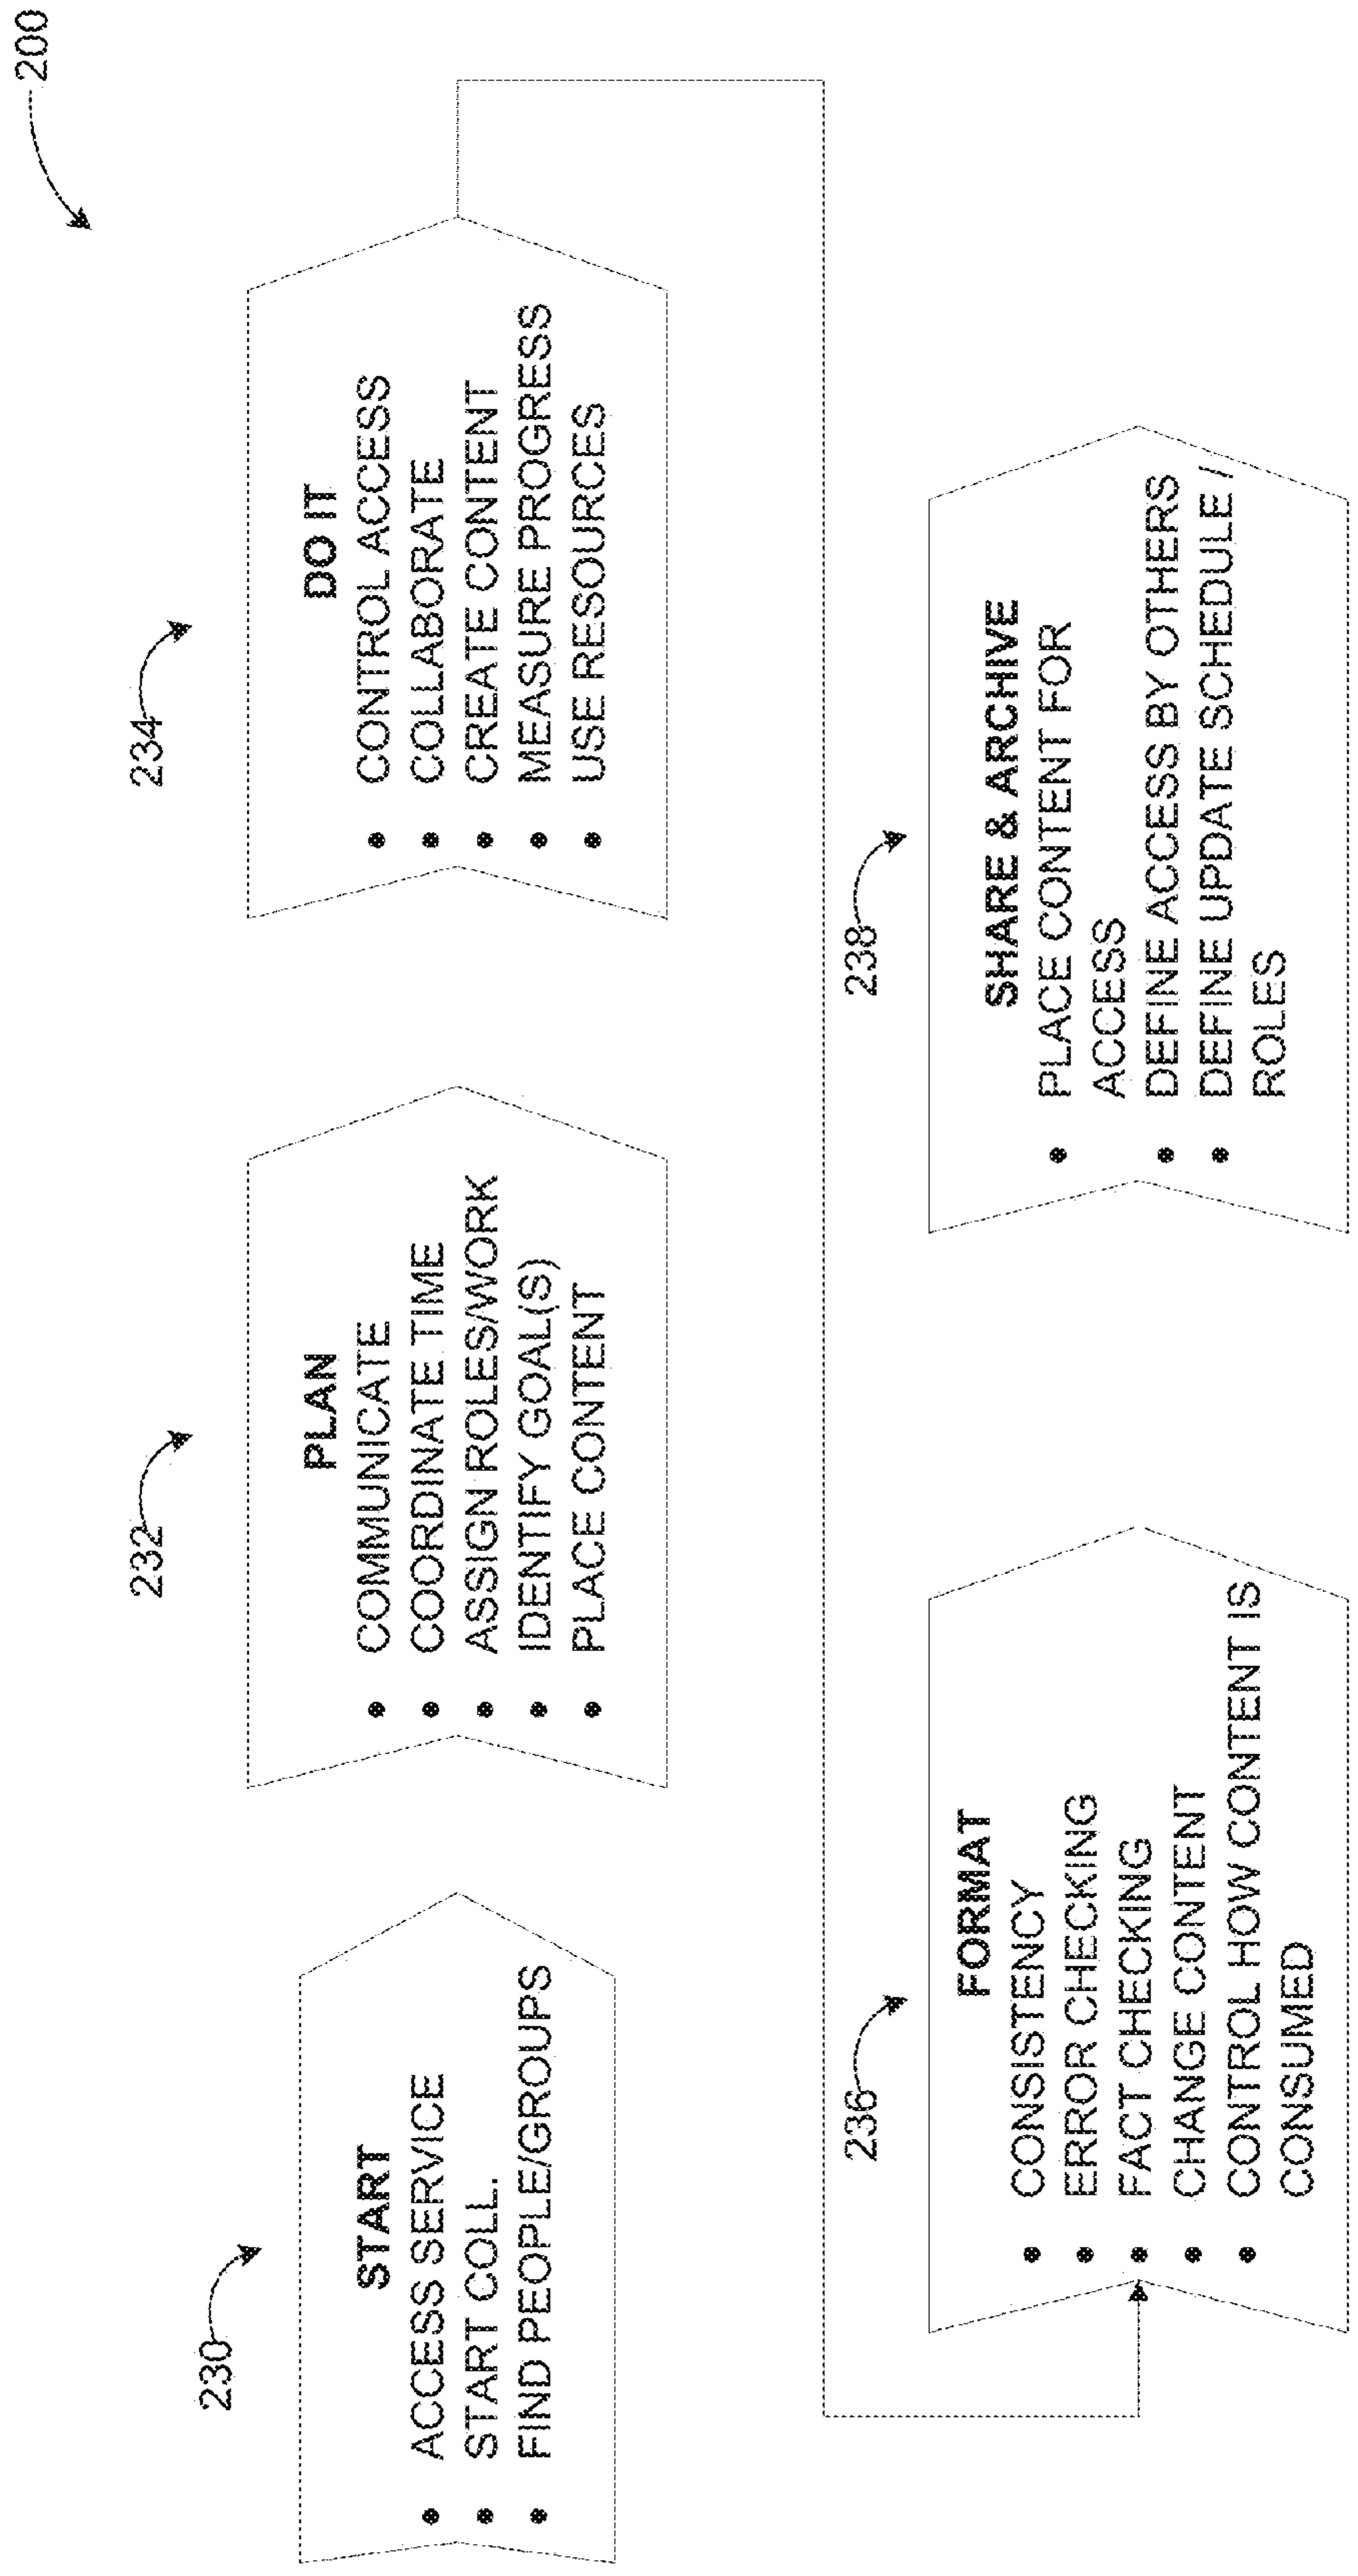 200
230
START
• ACCESS SERVICE
• START COLL.
• FIND PEOPLE/GROUPS
232
PLAN
• COMMUNICATE
• COORDINATE TIME
• ASSIGN ROLES/WORK
• IDENTIFY GOAL(S)
• PLACE CONTENT
234
DO IT
• CONTROL ACCESS
• COLLABORATE
• CREATE CONTENT
• MEASURE PROGRESS
• USE RESOURCES
236
FORMAT
• CONSISTENCY
• ERROR CHECKING
• FACT CHECKING
• CHANGE CONTENT
• CONTROL HOW CONTENT IS
CONSUMED
238
SHARE & ARCHIVE
• PLACE CONTENT FOR
ACCESS
• DEFINE ACCESS BY OTHERS
• DEFINE UPDATE SCHEDULE /
ROLES